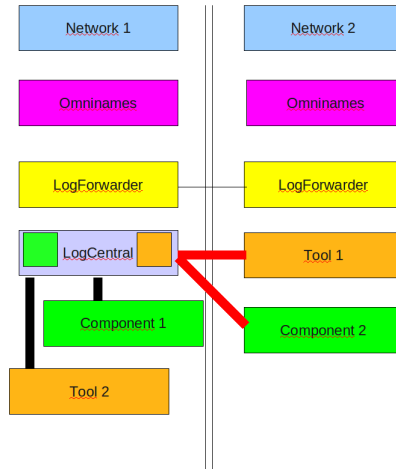 Network 1
Network 2
Omninames
Omninames
LogForwarder
LogForwarder
LogCentral
Tool 1
Component 1
Component 2
Tool 2